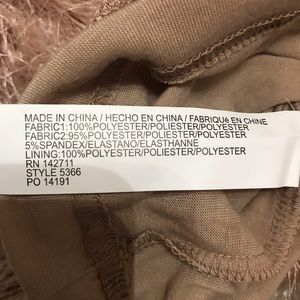 MADE IN CHINA / HECHO EN CHINA / FABRIQUé EN CHINE
FABRIC1:100%POLYESTER/POLIESTER/POLYESTER
FABRIC2:95%POLYESTER/POLIESTER/POLYESTER
5%SPANDEX/ELASTANO/ELASTHANNE
LINING:100%POLYESTER/POLIESTER/POLYESTER
RN 142711
STYLE 5366
PO 14191